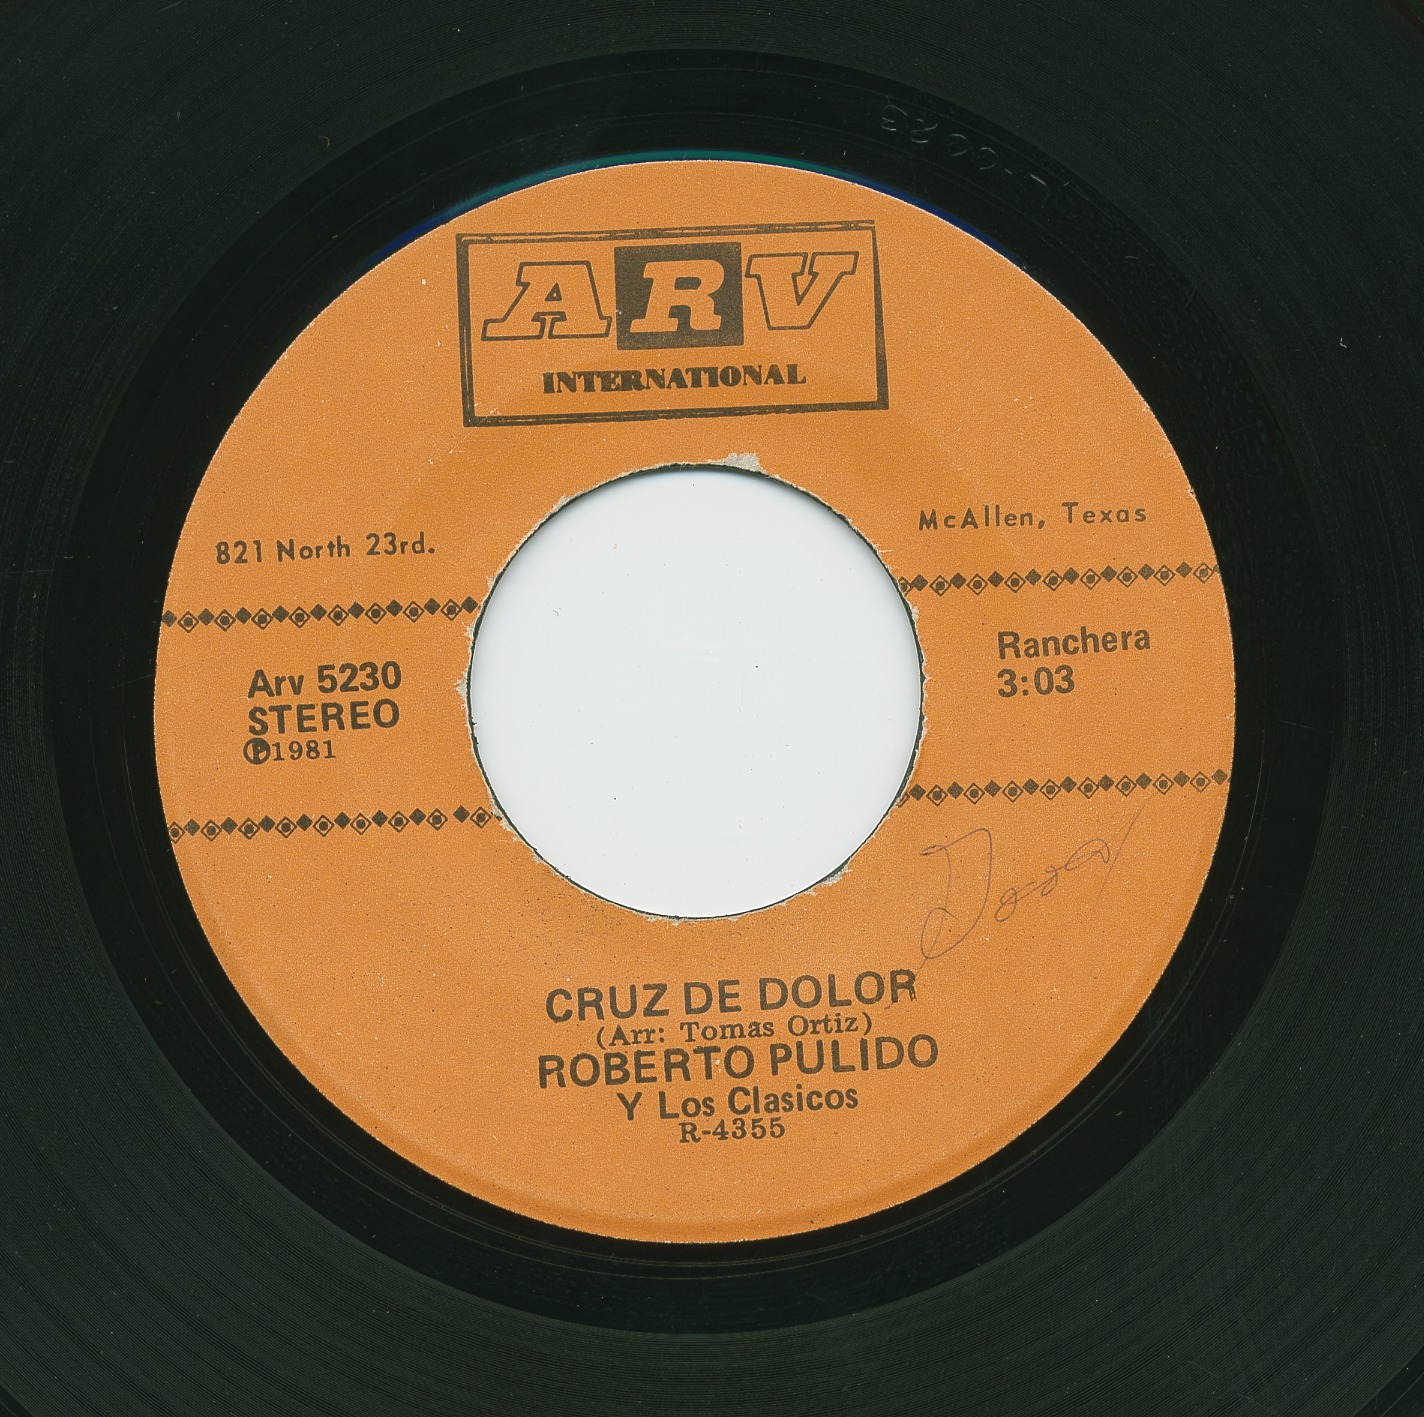 ARV
INTERNATIONAL
821 North 23rd.
McAllen, Texas
Arv 5230
STEREO
℗1981
Ranchera
3:03
CRUZ DE DOLOR
(Arr: Tomas Ortiz)
ROBERTO PULIDO
Y Los Clasicos
R-4355